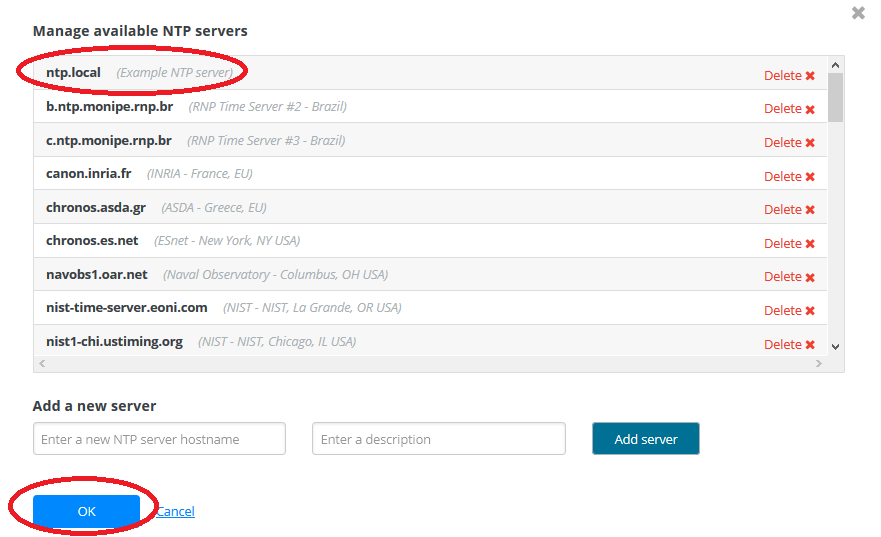 Manage available NTP servers
ntp.local (Example NTP server) Delete ✖
b.ntp.monipe.rnp.br (RNP Time Server #2 - Brazil) Delete ✖
c.ntp.monipe.rnp.br (RNP Time Server #3 - Brazil) Delete ✖
canon.inria.fr (INRIA - France, EU) Delete ✖
chronos.asda.gr (ASDA - Greece, EU) Delete ✖
chronos.es.net (ESnet - New York, NY USA) Delete ✖
navobs1.oar.net (Naval Observatory - Columbus, OH USA) Delete ✖
nist-time-server.eoni.com (NIST - NIST, La Grande, OR USA) Delete ✖
nist1-chi.ustiming.org (NIST - NIST, Chicago, IL USA) Delete ✖
Add a new server
Enter a new NTP server hostname Enter a description Add server
OK Cancel